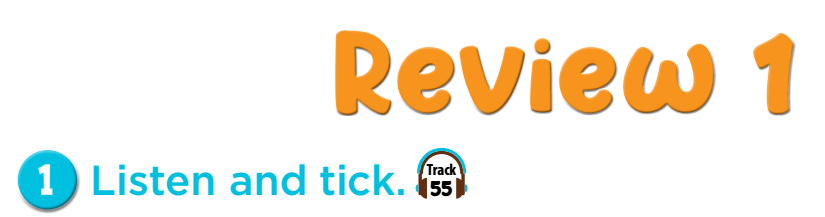 Review 1
1 Listen and tick. Track 55